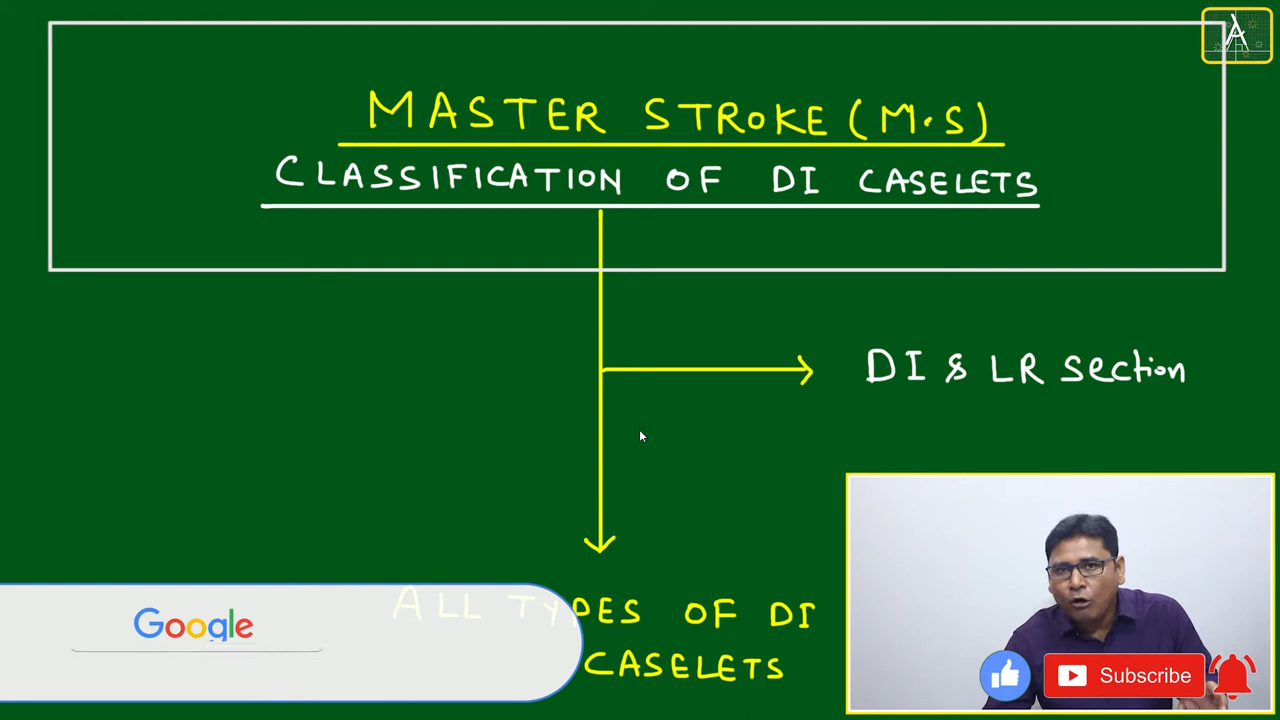 MASTER STROKE (M.S)
CLASSIFICATION OF DI CASELETS
DI & LR Section
ALL TYPES OF DI
CASELETS
Google
Subscribe